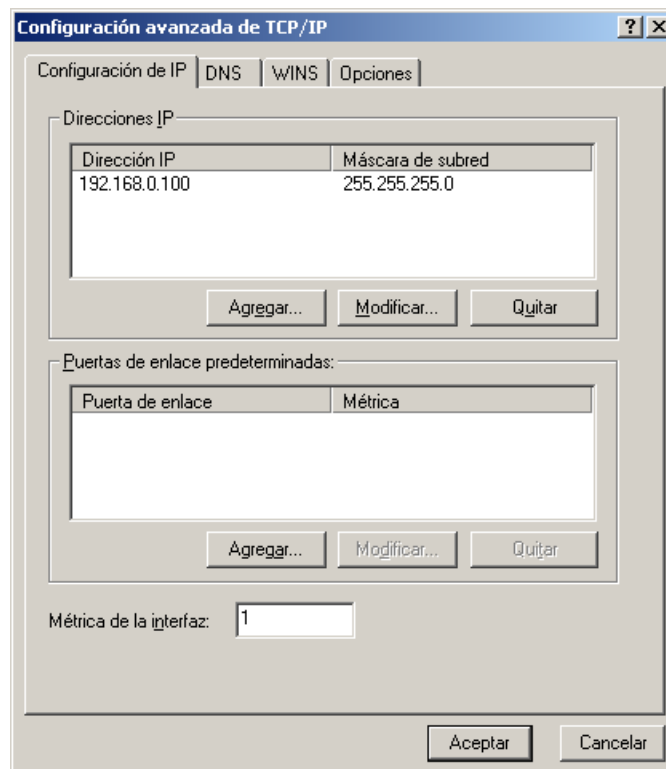 Configuración avanzada de TCP/IP
Configuración de IP DNS WINS Opciones
Direcciones IP
Dirección IP Máscara de subred
192.168.0.100 255.255.255.0
Agregar... Modificar... Quitar
Puertas de enlace predeterminadas:
Puerta de enlace Métrica
Agregar... Modificar... Quitar
Métrica de la interfaz: 1
Aceptar Cancelar